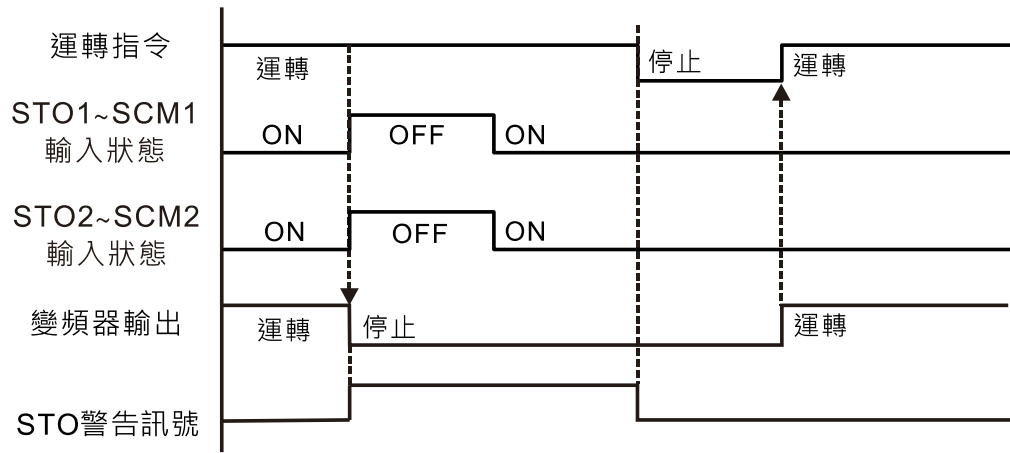 運轉指令
運轉
停止
運轉
STO1~SCM1
輸入狀態
ON
OFF
ON
STO2~SCM2
輸入狀態
ON
OFF
ON
變頻器輸出
運轉
停止
運轉
STO警告訊號